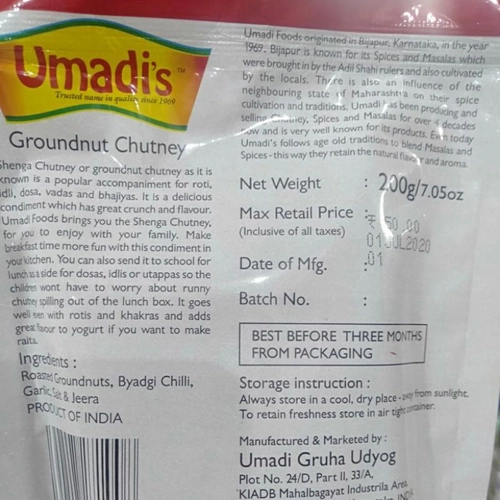 Umadi's™
Trusted name in quality since 1969
Groundnut Chutney
Shenga Chutney or groundnut chutney as it is
known is a popular accompaniment for roti,
idli, dosa, vadas and bhajiyas. It is a delicious
condiment which has great crunch and flavour.
Umadi Foods brings you the Shenga Chutney,
for you to enjoy with your family. Make
breakfast time more fun with this condiment in
your kitchen. You can also send it to school for
lunch as a side for dosas, idlis or utappas so the
children wont have to worry about runny
chutney spilling out of the lunch box. It goes
well even with rotis and khakras and adds
great flavour to yogurt if you want to make
raita.
Ingredients :
Roasted Groundnuts, Byadgi Chilli,
Garlic, Salt & Jeera
PRODUCT OF INDIA
Umadi Foods originated in Bijapur, Karnataka, in the year
1969. Bijapur is known for its Spices and Masalas which
were brought in by the Adil Shahi rulers and also cultivated
by the locals. There is also an influence of the
neighbouring state of Maharashtra on their spice
cultivation and traditions. Umadi has been producing and
selling Chutney, Spices and Masalas for over 4 decades
now and is very well known for its products. Even today
Umadi's follows age old traditions to blend Masalas and
Spices - this way they retain the natural flavor and aroma.
Net Weight : 200g/7.05oz
Max Retail Price : ₹ 50.00
(Inclusive of all taxes)
01 JUL2020
Date of Mfg. : 01
Batch No. :
BEST BEFORE THREE MONTHS
FROM PACKAGING
Storage instruction :
Always store in a cool, dry place - away from sunlight.
To retain freshness store in air tight container.
Manufactured & Marketed by :
Umadi Gruha Udyog
Plot No. 24/D, Part II, 33/A,
KIADB Mahalbagayat Industrila Area